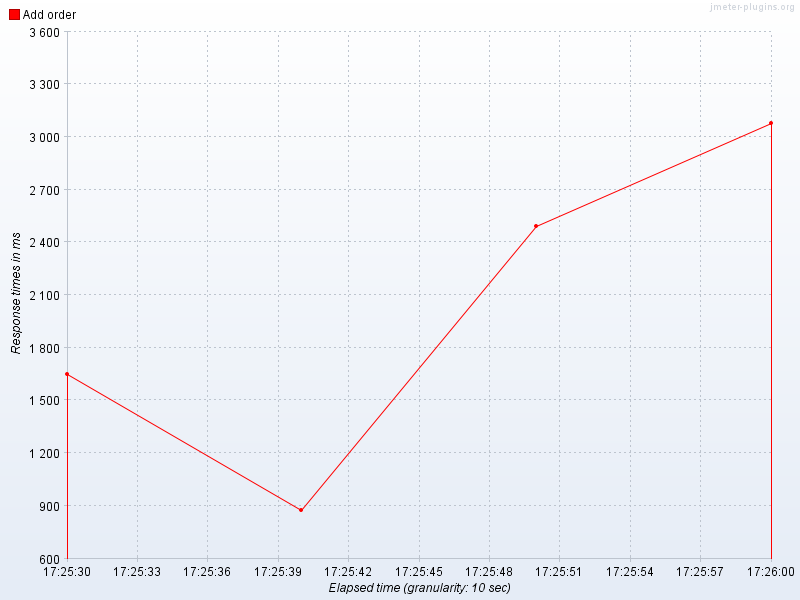 Add order
jmeter-plugins.org
3 600
3 300
3 000
2 700
2 400
2 100
1 800
1 500
1 200
900
600
Response times in ms
17:25:30 17:25:33 17:25:36 17:25:39 17:25:42 17:25:45 17:25:48 17:25:51 17:25:54 17:25:57 17:26:00
Elapsed time (granularity: 10 sec)